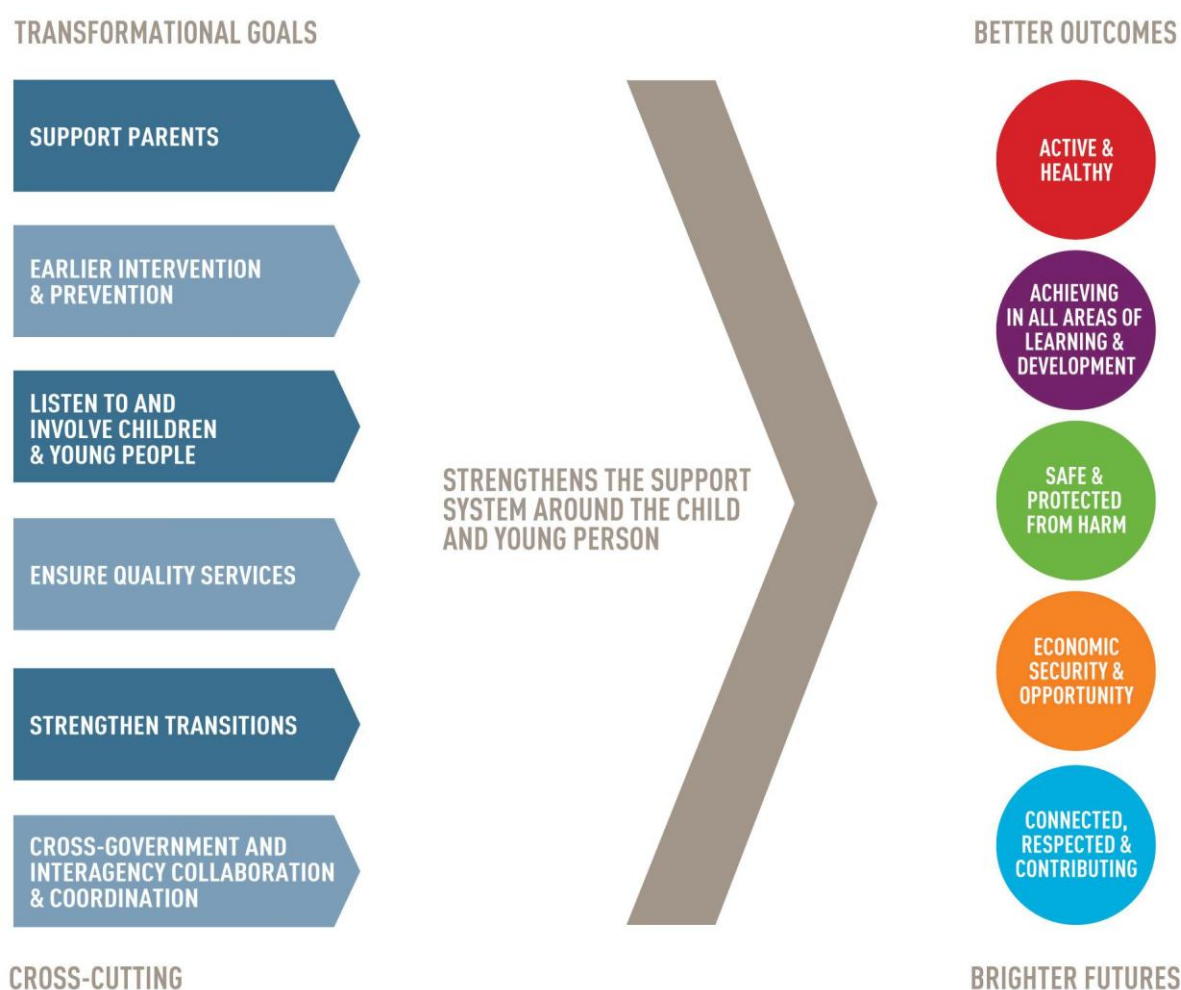 TRANSFORMATIONAL GOALS
SUPPORT PARENTS
EARLIER INTERVENTION
& PREVENTION
LISTEN TO AND
INVOLVE CHILDREN
& YOUNG PEOPLE
ENSURE QUALITY SERVICES
STRENGTHEN TRANSITIONS
CROSS-GOVERNMENT AND
INTERAGENCY COLLABORATION
& COORDINATION
CROSS-CUTTING
STRENGTHENS THE SUPPORT
SYSTEM AROUND THE CHILD
AND YOUNG PERSON
BETTER OUTCOMES
ACTIVE &
HEALTHY
ACHIEVING
IN ALL AREAS OF
LEARNING &
DEVELOPMENT
SAFE &
PROTECTED
FROM HARM
ECONOMIC
SECURITY &
OPPORTUNITY
CONNECTED,
RESPECTED &
CONTRIBUTING
BRIGHTER FUTURES